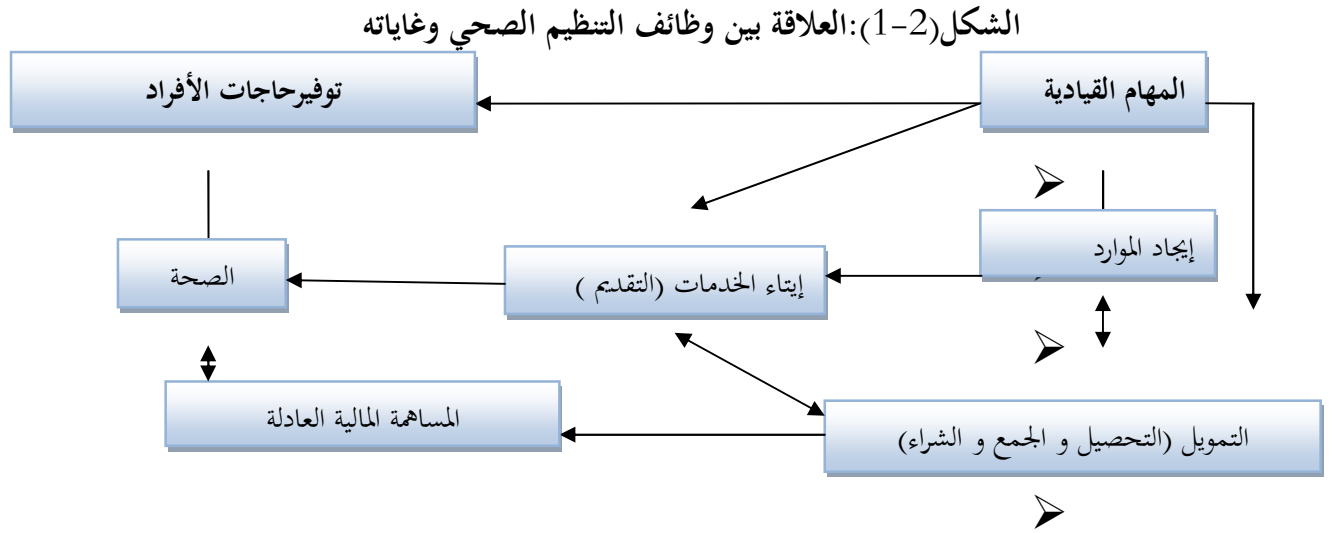 الشكل(2-1):العلاقة بين وظائف التنظيم الصحي وغاياته
المهام القيادية
توفيرحاجات الأفراد
إيجاد الموارد
إيتاء الخدمات (التقديم )
الصحة
المساهمة المالية العادلة
التمويل (التحصيل و الجمع و الشراء)